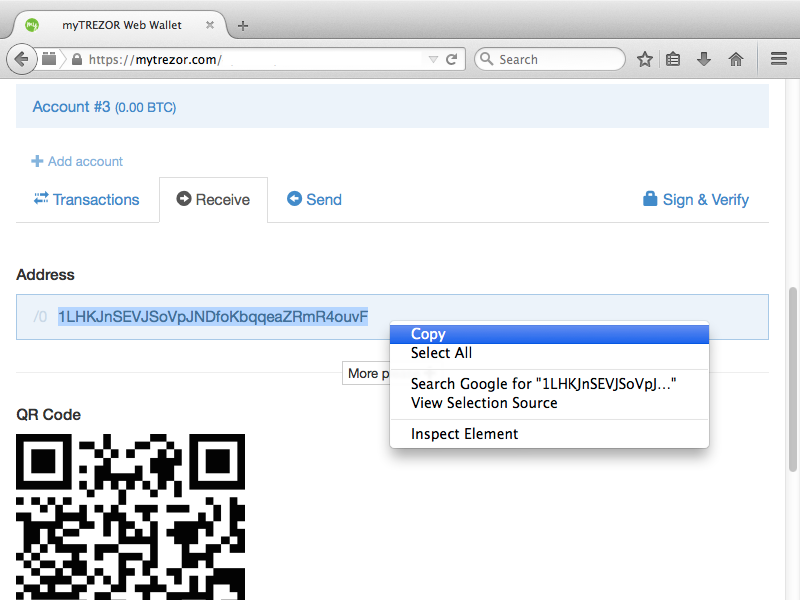 myTREZOR Web Wallet
https://mytrezor.com/
Search
Account #3 (0.00 BTC)
Add account
Transactions
Receive
Send
Sign & Verify
Address
/0 1LHKJnSEVJSoVpJNDfoKbqqeaZRmR4ouvF
Copy
Select All
More p
Search Google for "1LHKJnSEVJSoVpJ..."
View Selection Source
Inspect Element
QR Code